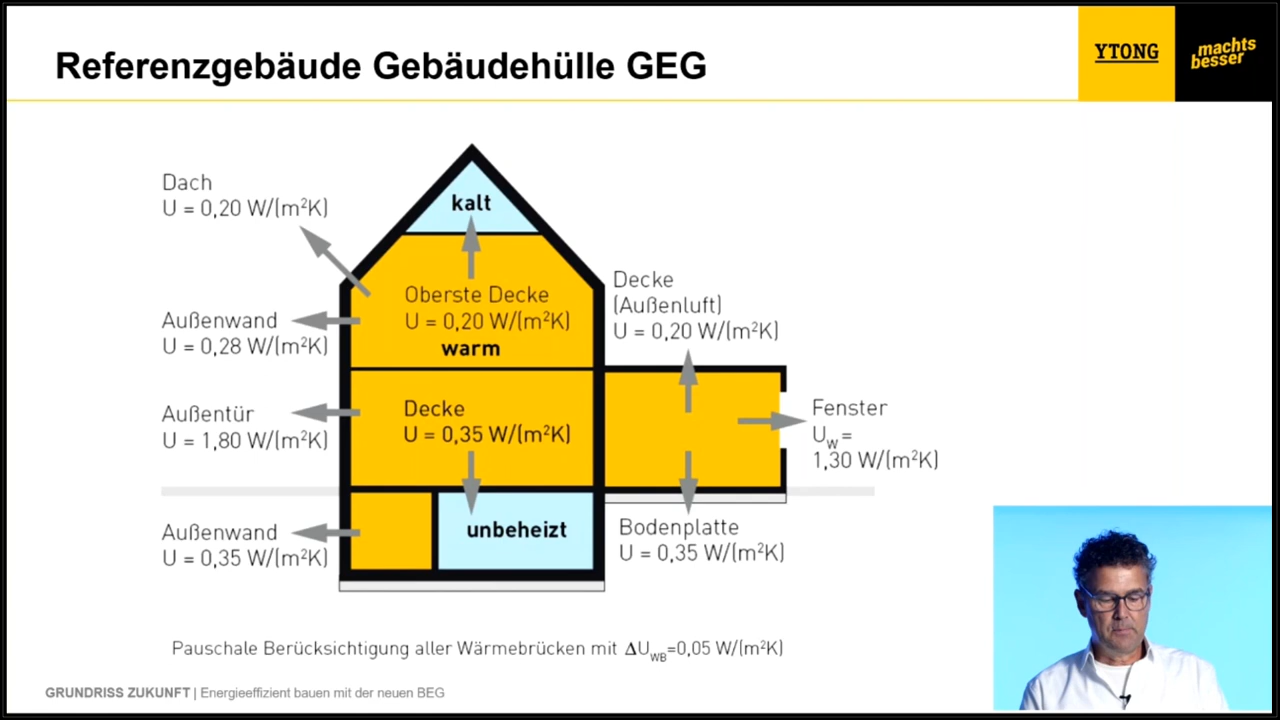 Referenzgebäude Gebäudehülle GEG
YTONG
machts
besser
Dach
U = 0,20 W/(m²K)
kalt
Oberste Decke
U = 0,20 W/(m²K)
warm
Decke
(Außenluft)
U = 0,20 W/(m²K)
Außenwand
U = 0,28 W/(m²K)
Außentür
U = 1,80 W/(m²K)
Decke
U = 0,35 W/(m²K)
Fenster
U_W =
1,30 W/(m²K)
Außenwand
U = 0,35 W/(m²K)
unbeheizt
Bodenplatte
U = 0,35 W/(m²K)
Pauschale Berücksichtigung aller Wärmebrücken mit ΔU_WB=0,05 W/(m²K)
GRUNDRISS ZUKUNFT | Energieeffizient bauen mit der neuen BEG